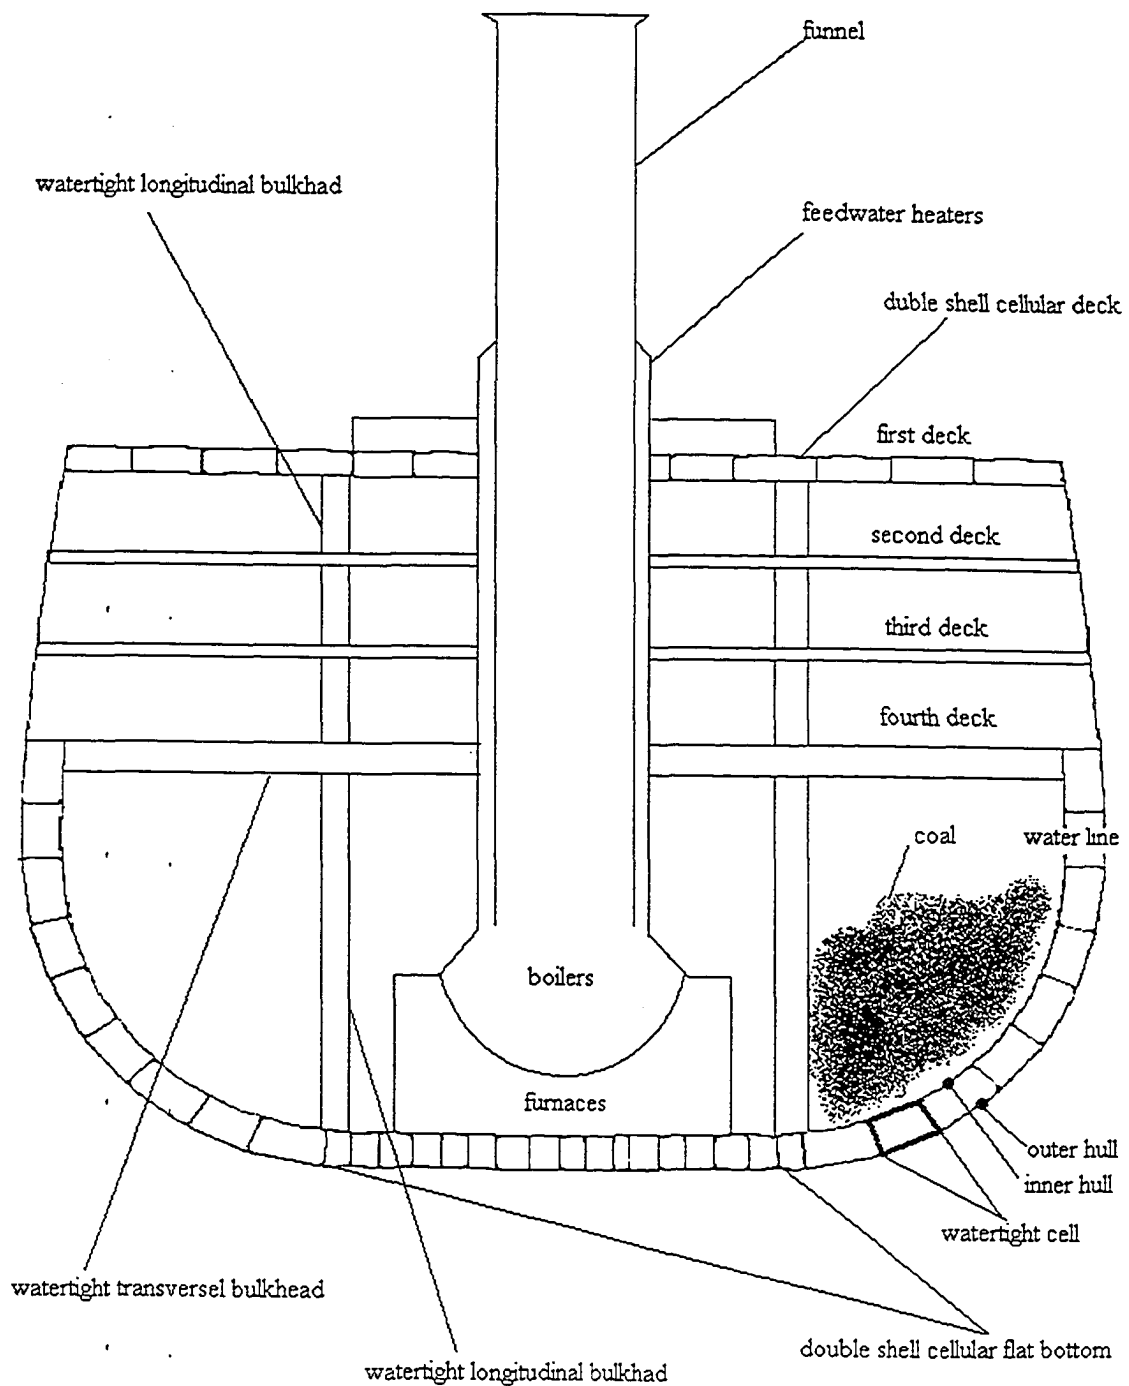 funnel
watertight longitudinal bulkhad
feedwater heaters
duble shell cellular deck
first deck
second deck
third deck
fourth deck
coal
water line
boilers
furnaces
outer hull
inner hull
watertight cell
watertight transversel bulkhead
double shell cellular flat bottom
watertight longitudinal bulkhad